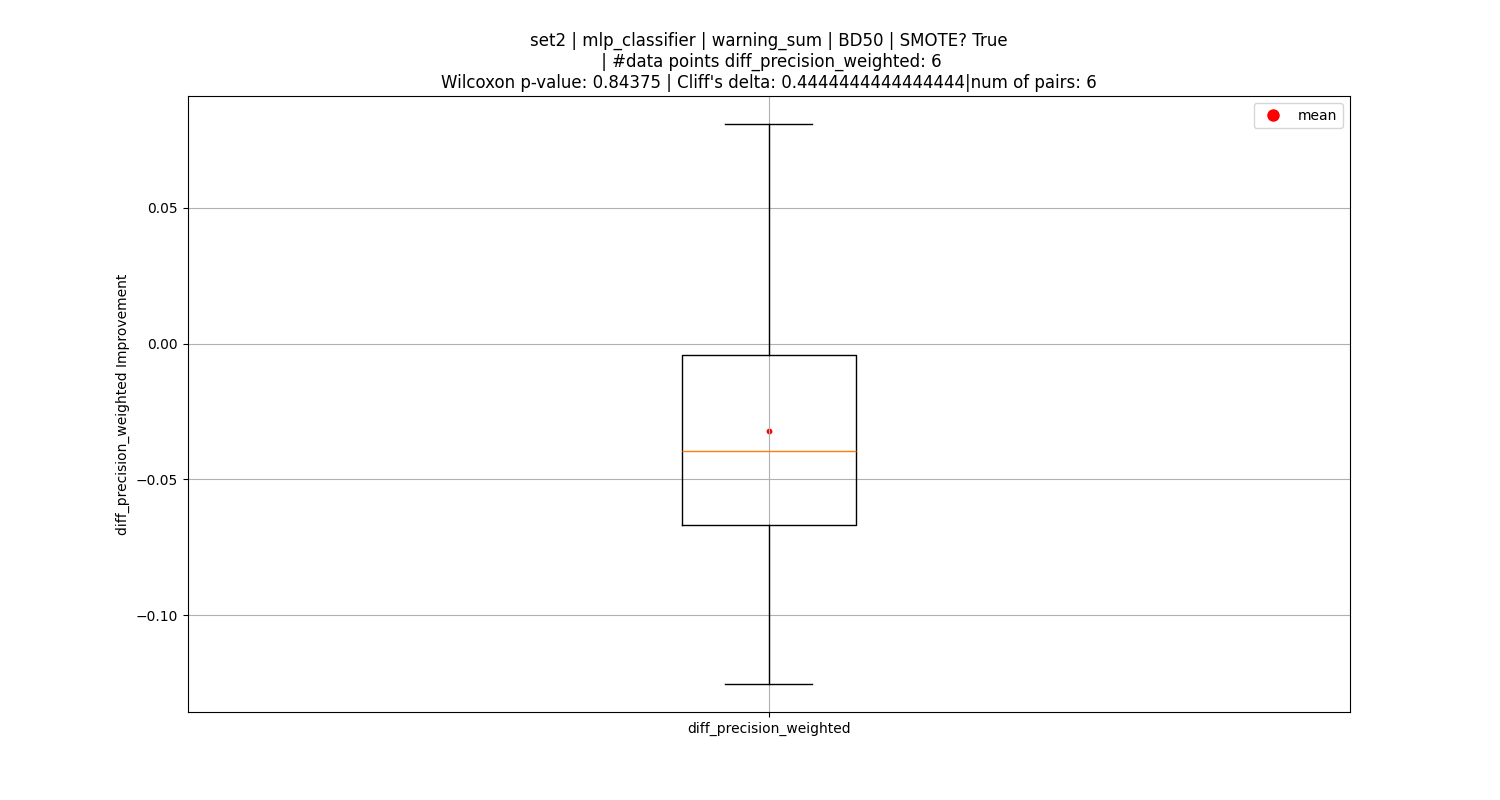 set2 | mlp_classifier | warning_sum | BD50 | SMOTE? True
| #data points diff_precision_weighted: 6
Wilcoxon p-value: 0.84375 | Cliff's delta: 0.4444444444444444|num of pairs: 6
mean
0.05
0.00
−0.05
−0.10
diff_precision_weighted Improvement
diff_precision_weighted